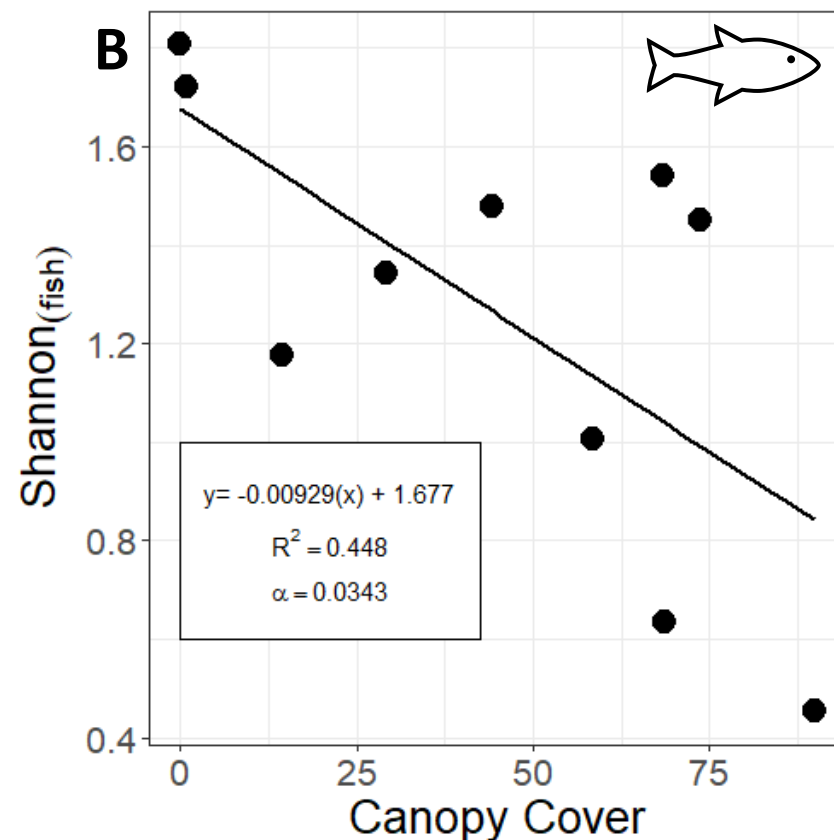 B
1.6
1.2
0.8
0.4
Shannon(fish)
y= -0.00929(x) + 1.677
R² = 0.448
α = 0.0343
0 25 50 75
Canopy Cover